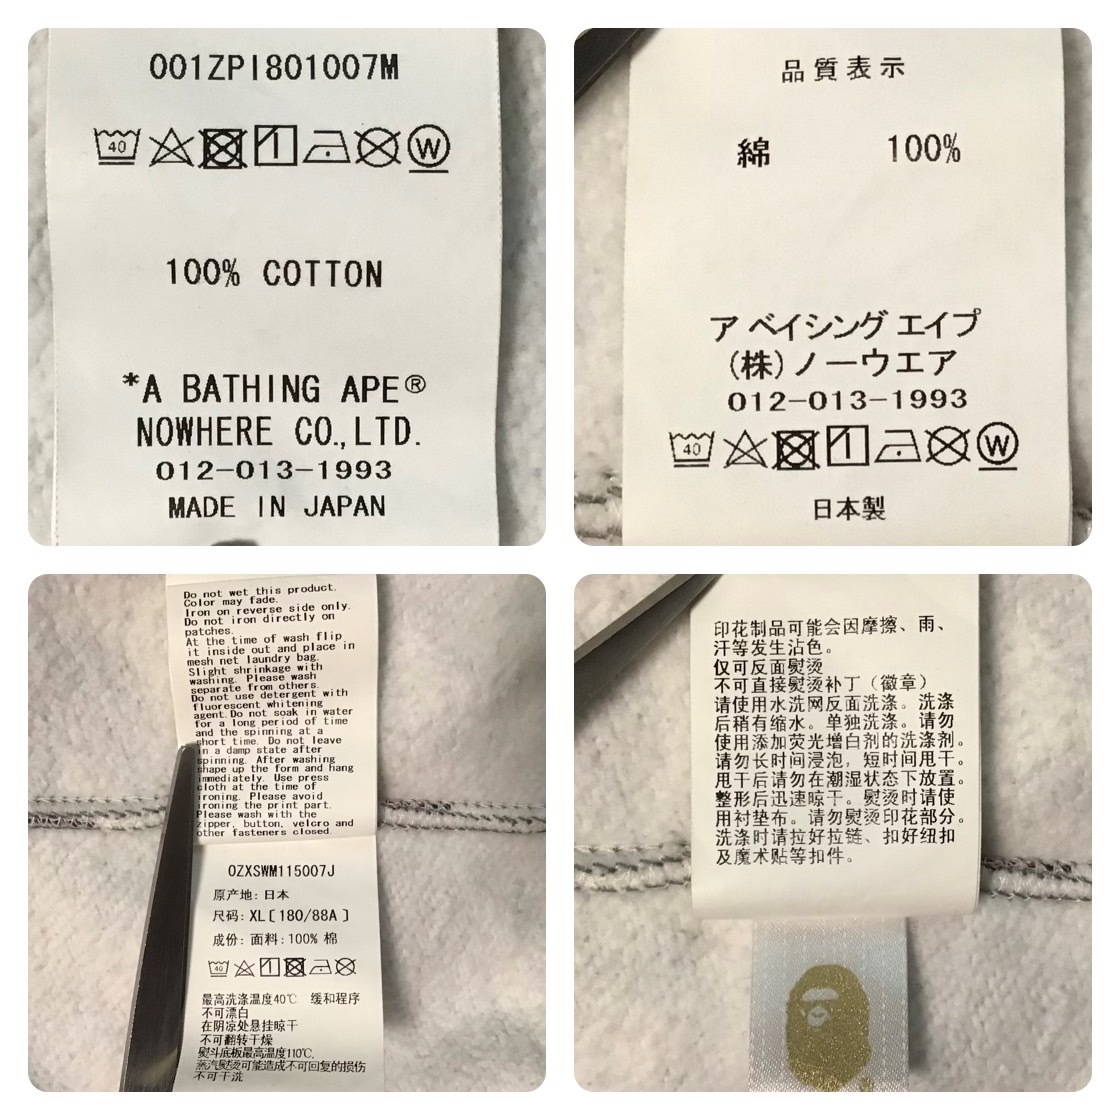 001ZPI801007M
40 W
100% COTTON
*A BATHING APE®
NOWHERE CO.,LTD.
012-013-1993
MADE IN JAPAN
品質表示
綿 100%
ア ベイシング エイプ
(株)ノーウエア
012-013-1993
40 W
日本製
Do not wet this product.
Color may fade.
Iron on reverse side only.
Do not iron directly on
patches.
At the time of wash flip
it inside out and place in
mesh net laundry bag.
Slight shrinkage with
washing. Please wash
separate from others.
Do not use detergent with
fluorescent whitening
agent.Do not soak in water
for a long period of time
and the spinning at a
short time. Do not leave
in a damp state after
spinning. After washing
shape up the form and hang
immediately. Use press
cloth at the time of
ironing. Please avoid
ironing the print part.
Please wash with the
zipper, button, velcro and
other fasteners closed.
0ZXSWM115007J
原产地: 日本
尺码: XL[180/88A]
成份: 面料:100% 棉
40
最高洗涤温度40℃ 缓和程序
不可漂白
在阴凉处悬挂晾干
不可翻转干燥
熨斗底板最高温度110℃,
蒸汽熨烫可能造成不可回复的损伤
不可干洗
印花制品可能会因摩擦、雨、
汗等发生沾色。
仅可反面熨烫
不可直接熨烫补丁（徽章）
请使用水洗网反面洗涤。洗涤
后稍有缩水。单独洗涤。请勿
使用添加荧光增白剂的洗涤剂。
请勿长时间浸泡，短时间甩干。
甩干后请勿在潮湿状态下放置。
整形后迅速晾干。熨烫时请使
用衬垫布。请勿熨烫印花部分。
洗涤时请拉好拉链、扣好纽扣
及魔术贴等扣件。